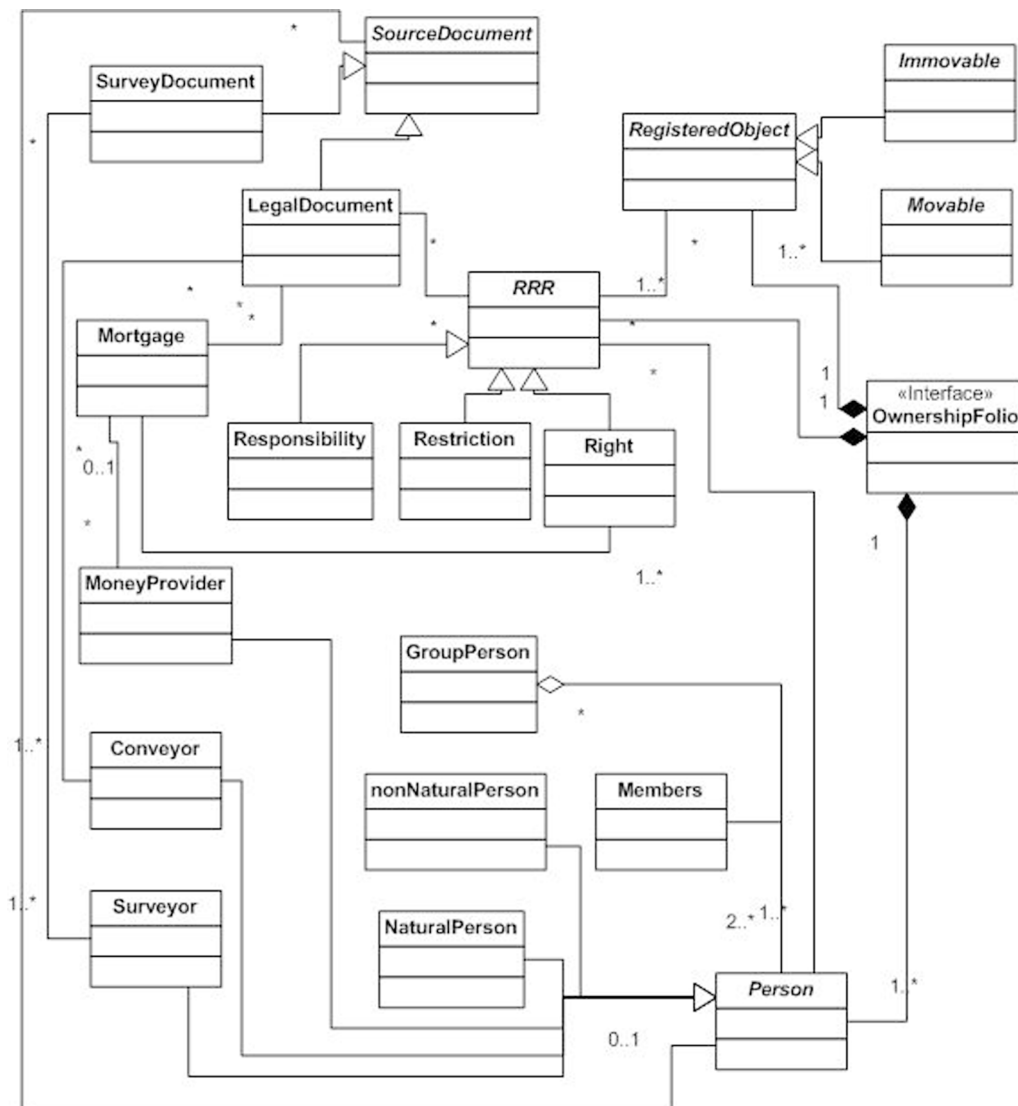 *
SourceDocument
Immovable
SurveyDocument
RegisteredObject
*
LegalDocument
Movable
*
*
1..*
RRR
1..*
*
*
*
*
*
Mortgage
*
1
«Interface»
1
OwnershipFolio
Responsibility
Restriction
Right
*
0..1
*
1
MoneyProvider
1..*
GroupPerson
*
1..*
Conveyor
nonNaturalPerson
Members
1..*
Surveyor
2..*
1..*
NaturalPerson
Person
1..*
0..1